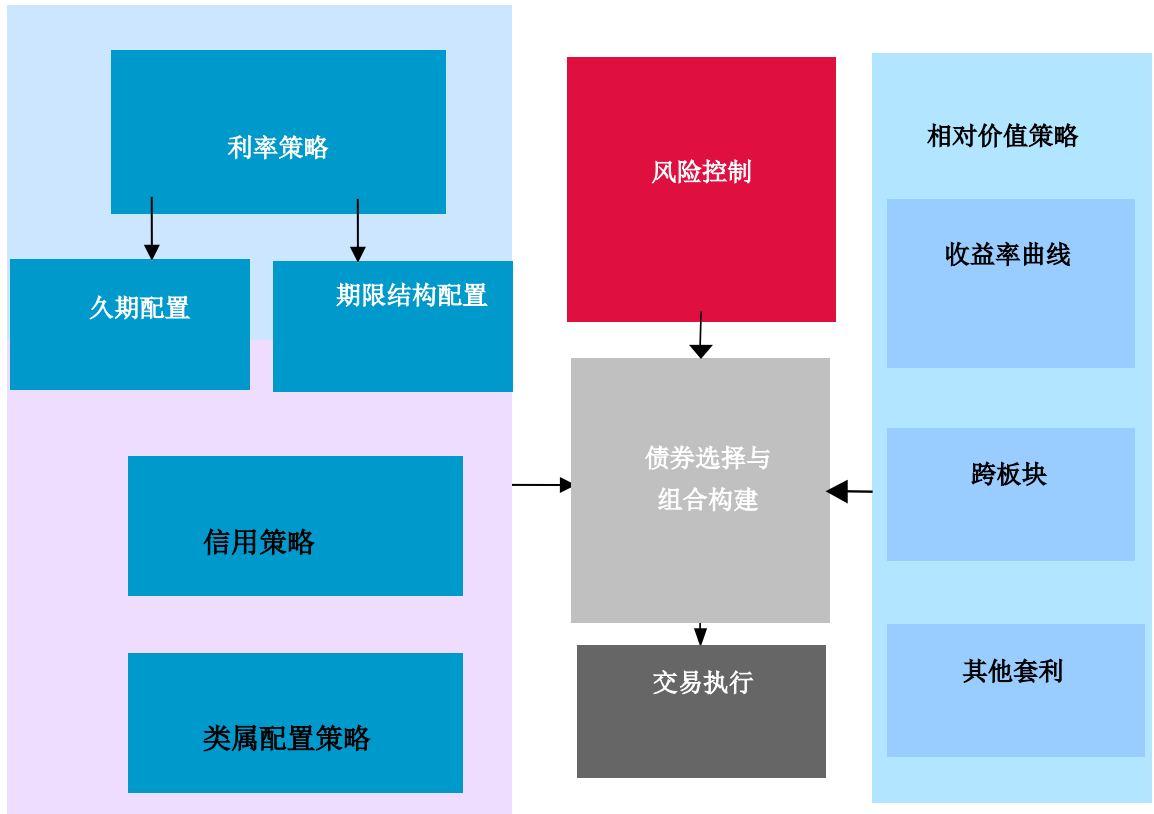 利率策略
久期配置
期限结构配置
信用策略
类属配置策略
风险控制
债券选择与
组合构建
交易执行
相对价值策略
收益率曲线
跨板块
其他套利